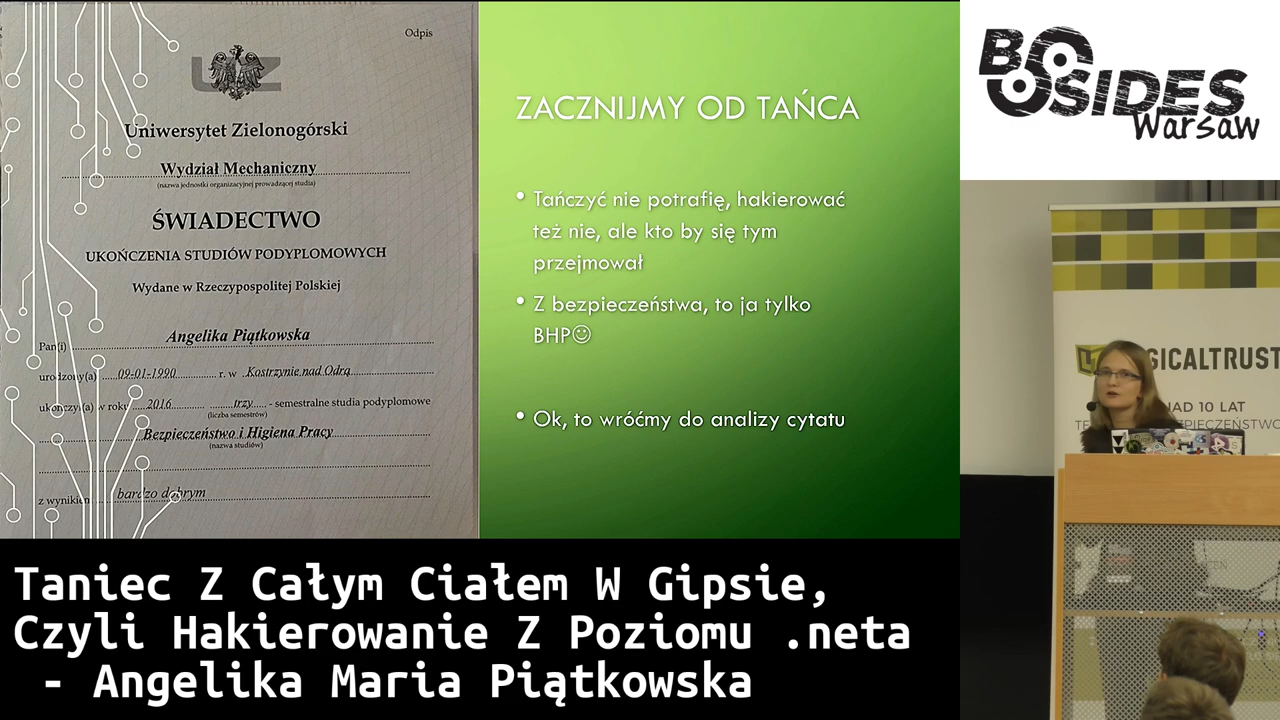 Odpis
UZ
Uniwersytet Zielonogórski
Wydział Mechaniczny
(nazwa jednostki organizacyjnej prowadzącej studia)
ŚWIADECTWO
UKOŃCZENIA STUDIÓW PODYPLOMOWYCH
Wydane w Rzeczypospolitej Polskiej
Pan(i) Angelika Piątkowska
urodzony(a) 09-01-1990 r. w Kostrzynie nad Odrą
ukończył(a) w roku 2016 trzy - semestralne studia podyplomowe
(liczba semestrów)
Bezpieczeństwo i Higiena Pracy
(nazwa studiów)
z wynikiem bardzo dobrym
ZACZNIJMY OD TAŃCA
• Tańczyć nie potrafię, hakierować
też nie, ale kto by się tym
przejmował
• Z bezpieczeństwa, to ja tylko
BHP☺
• Ok, to wróćmy do analizy cytatu
BSIDES
Warsaw
LOGICALTRUST
NAD 10 LAT
Taniec Z Całym Ciałem W Gipsie,
Czyli Hakierowanie Z Poziomu .neta
- Angelika Maria Piątkowska